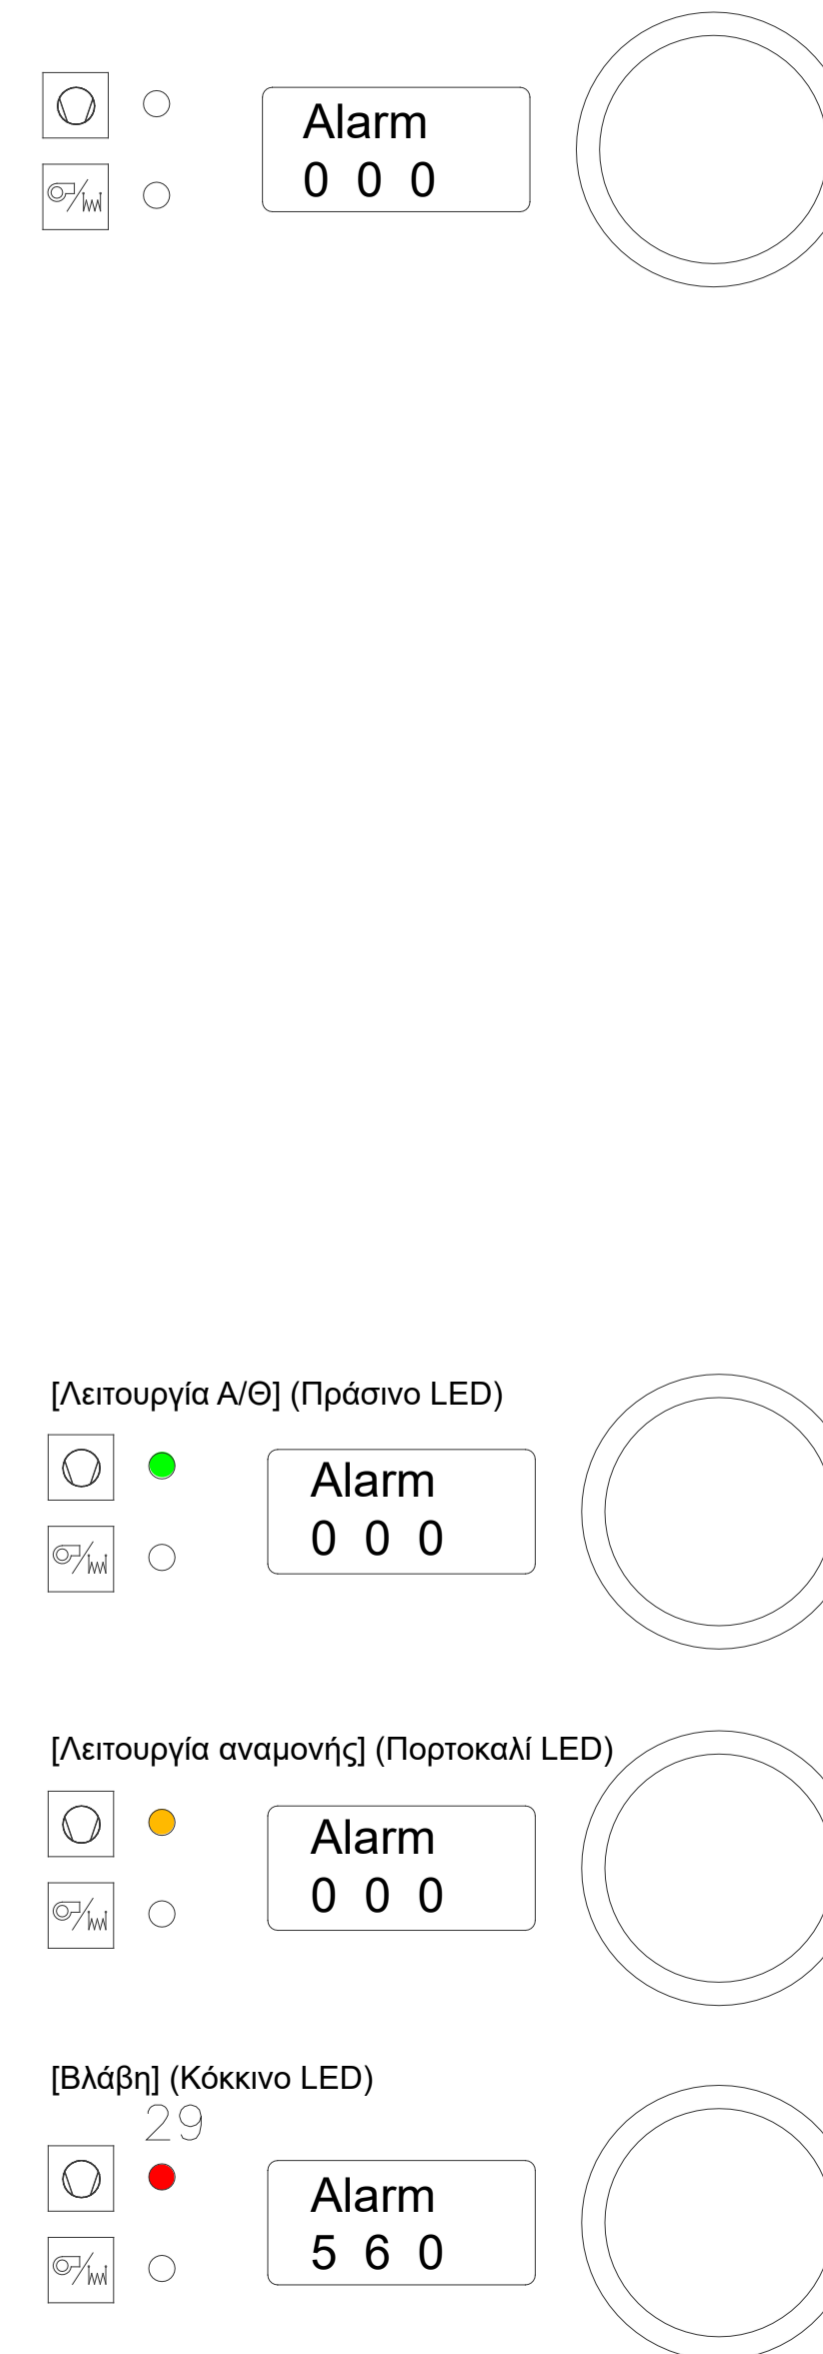 Alarm
0 0 0
[Λειτουργία Α/Θ] (Πράσινο LED)
Alarm
0 0 0
[Λειτουργία αναμονής] (Πορτοκαλί LED)
Alarm
0 0 0
[Βλάβη] (Κόκκινο LED)
29
Alarm
5 6 0